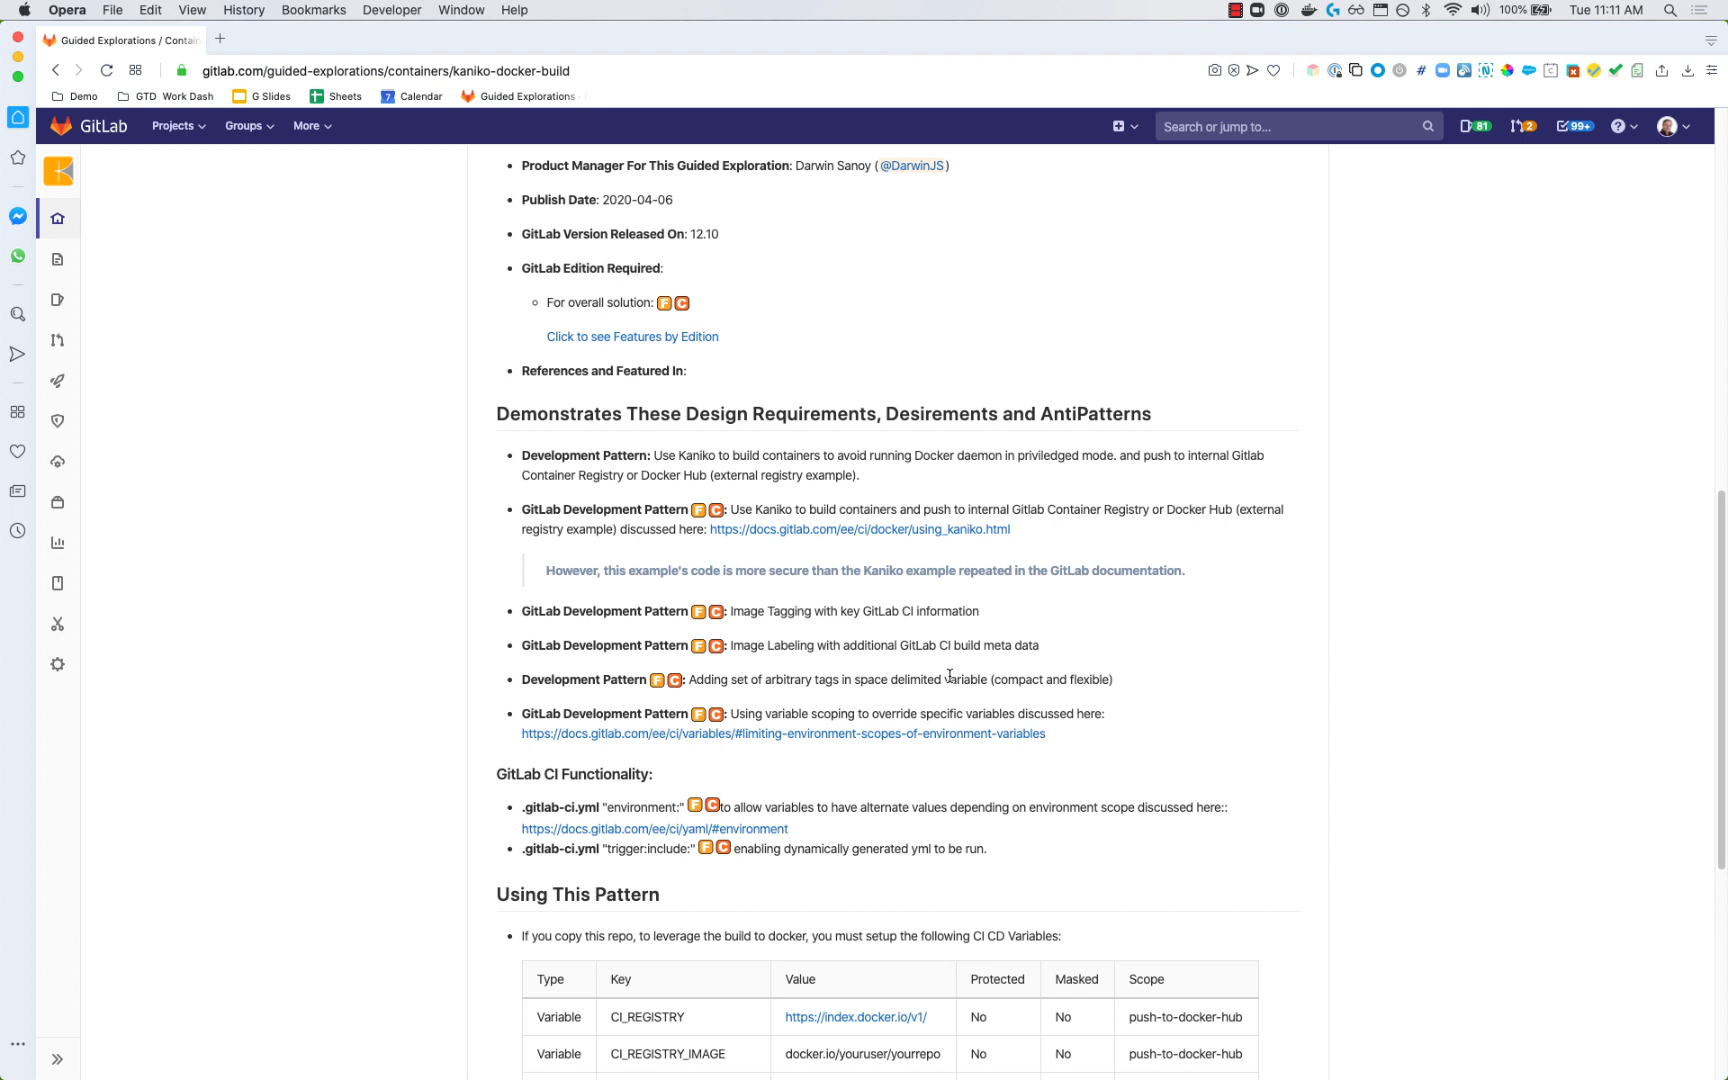 Opera File Edit View History Bookmarks Developer Window Help 100% Tue 11:11 AM
Guided Explorations / Contain
gitlab.com/guided-explorations/containers/kaniko-docker-build
Demo GTD Work Dash G Slides Sheets 7 Calendar Guided Explorations
GitLab Projects Groups More Search or jump to... 81 2 99+
Product Manager For This Guided Exploration: Darwin Sanoy ( @DarwinJS )
Publish Date: 2020-04-06
GitLab Version Released On: 12.10
GitLab Edition Required:
For overall solution: F C
Click to see Features by Edition
References and Featured In:
Demonstrates These Design Requirements, Desirements and AntiPatterns
Development Pattern: Use Kaniko to build containers to avoid running Docker daemon in priviledged mode. and push to internal Gitlab
Container Registry or Docker Hub (external registry example).
GitLab Development Pattern F C: Use Kaniko to build containers and push to internal Gitlab Container Registry or Docker Hub (external
registry example) discussed here: https://docs.gitlab.com/ee/ci/docker/using_kaniko.html
However, this example's code is more secure than the Kaniko example repeated in the GitLab documentation.
GitLab Development Pattern F C: Image Tagging with key GitLab CI information
GitLab Development Pattern F C: Image Labeling with additional GitLab CI build meta data
Development Pattern F C: Adding set of arbitrary tags in space delimited variable (compact and flexible)
GitLab Development Pattern F C: Using variable scoping to override specific variables discussed here:
https://docs.gitlab.com/ee/ci/variables/#limiting-environment-scopes-of-environment-variables
GitLab CI Functionality:
.gitlab-ci.yml "environment:" F C to allow variables to have alternate values depending on environment scope discussed here::
https://docs.gitlab.com/ee/ci/yaml/#environment
.gitlab-ci.yml "trigger:include:" F C enabling dynamically generated yml to be run.
Using This Pattern
If you copy this repo, to leverage the build to docker, you must setup the following CI CD Variables:
Type Key Value Protected Masked Scope
Variable CI_REGISTRY https://index.docker.io/v1/ No No push-to-docker-hub
Variable CI_REGISTRY_IMAGE docker.io/youruser/yourrepo No No push-to-docker-hub